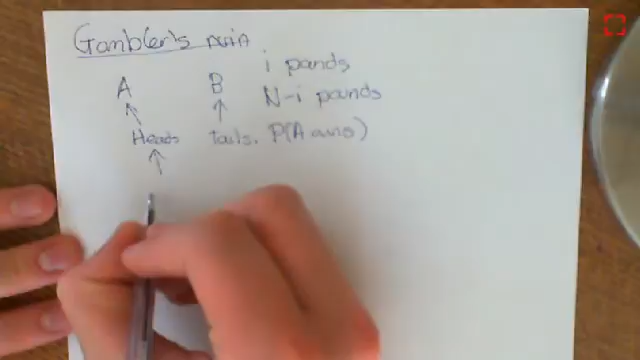 Gambler's ruin
A B i pounds
N-i pounds
Heads Tails. P(A wins)